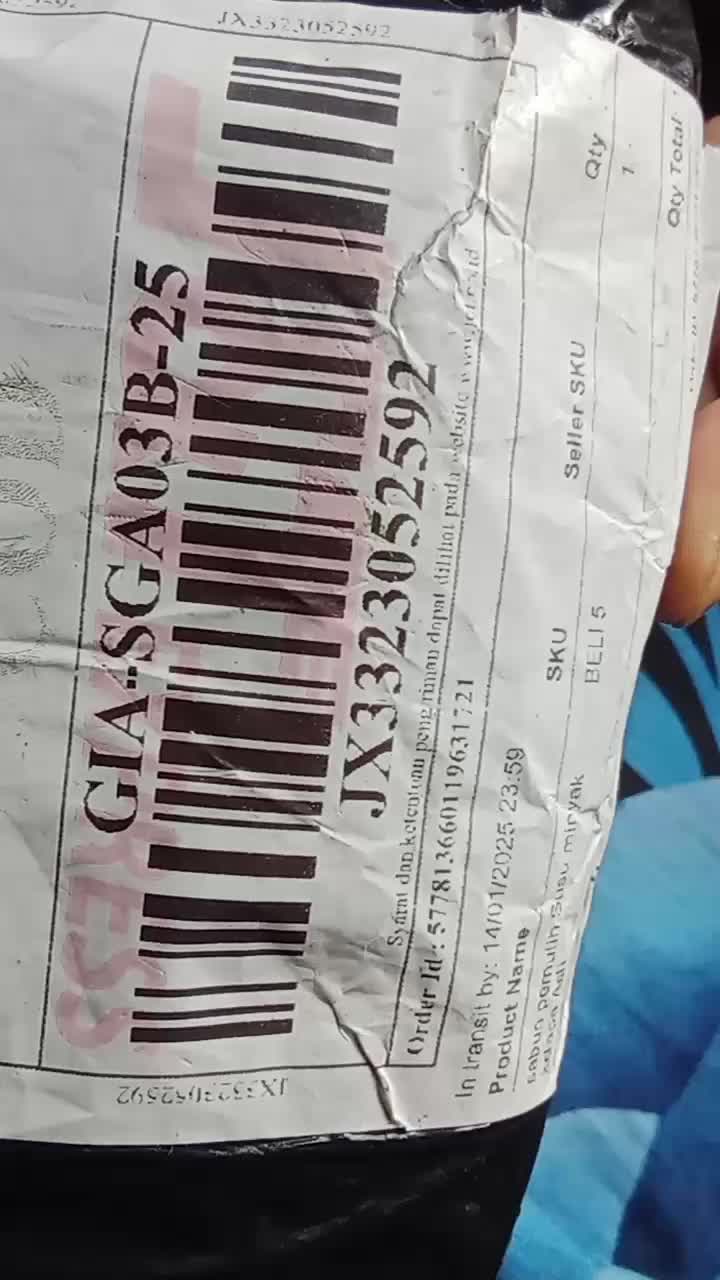 JX3323052592
GIA-SGA03B-25
JX3323052592
Syarat dan ketentuan pengiriman dapat dilihat pada website
Order Id : 577813660119631721
In transit by: 14/01/2025 23:59
Product Name SKU Seller SKU Qty
sabun pemutih Susu minyak BELI 5 1
Qty Total
JX3323052592